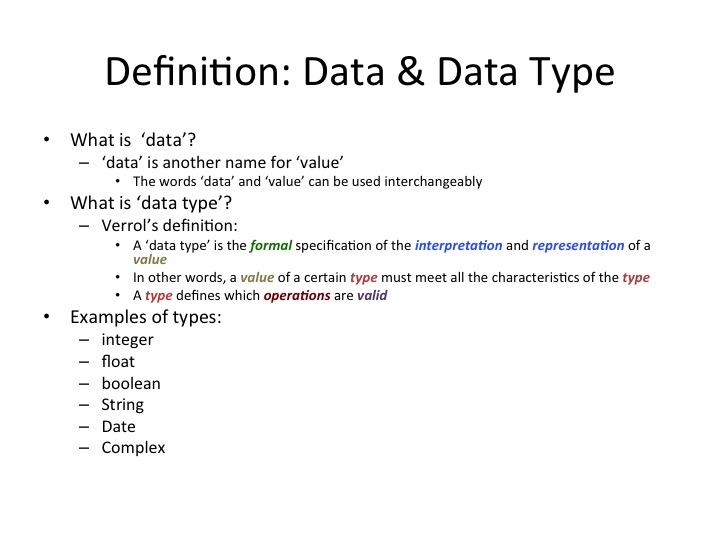 Definition: Data & Data Type
• What is ‘data’?
– ‘data’ is another name for ‘value’
• The words ‘data’ and ‘value’ can be used interchangeably
• What is ‘data type’?
– Verrol’s definition:
• A ‘data type’ is the formal specification of the interpretation and representation of a
value
• In other words, a value of a certain type must meet all the characteristics of the type
• A type defines which operations are valid
• Examples of types:
– integer
– float
– boolean
– String
– Date
– Complex